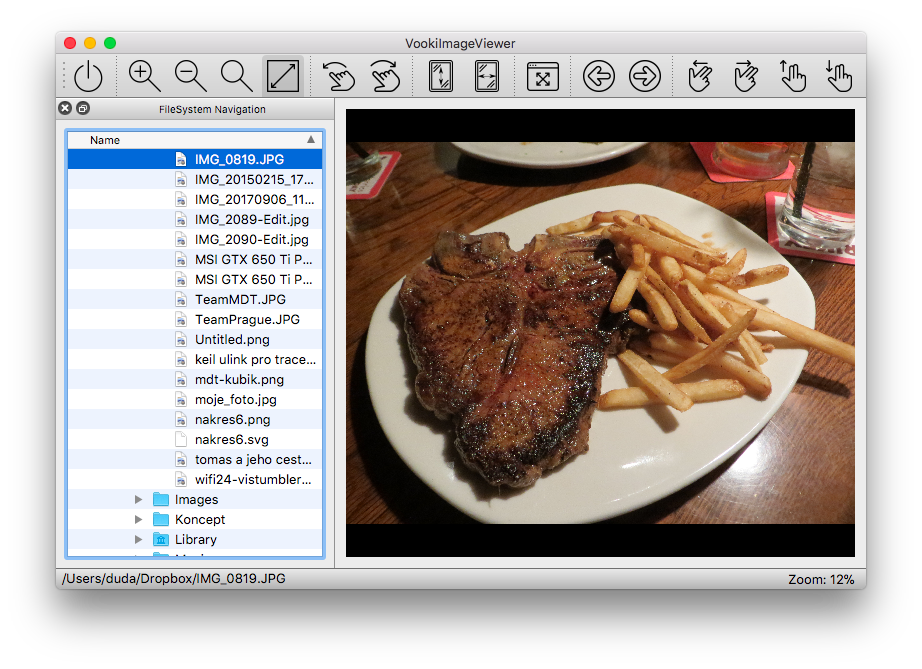 VookiImageViewer
FileSystem Navigation
Name
IMG_0819.JPG
IMG_20150215_17...
IMG_20170906_11...
IMG_2089-Edit.jpg
IMG_2090-Edit.jpg
MSI GTX 650 Ti P...
MSI GTX 650 Ti P...
TeamMDT.JPG
TeamPrague.JPG
Untitled.png
keil ulink pro trace...
mdt-kubik.png
moje_foto.jpg
nakres6.png
nakres6.svg
tomas a jeho cest...
wifi24-vistumbler...
Images
Koncept
Library
/Users/duda/Dropbox/IMG_0819.JPG
Zoom: 12%